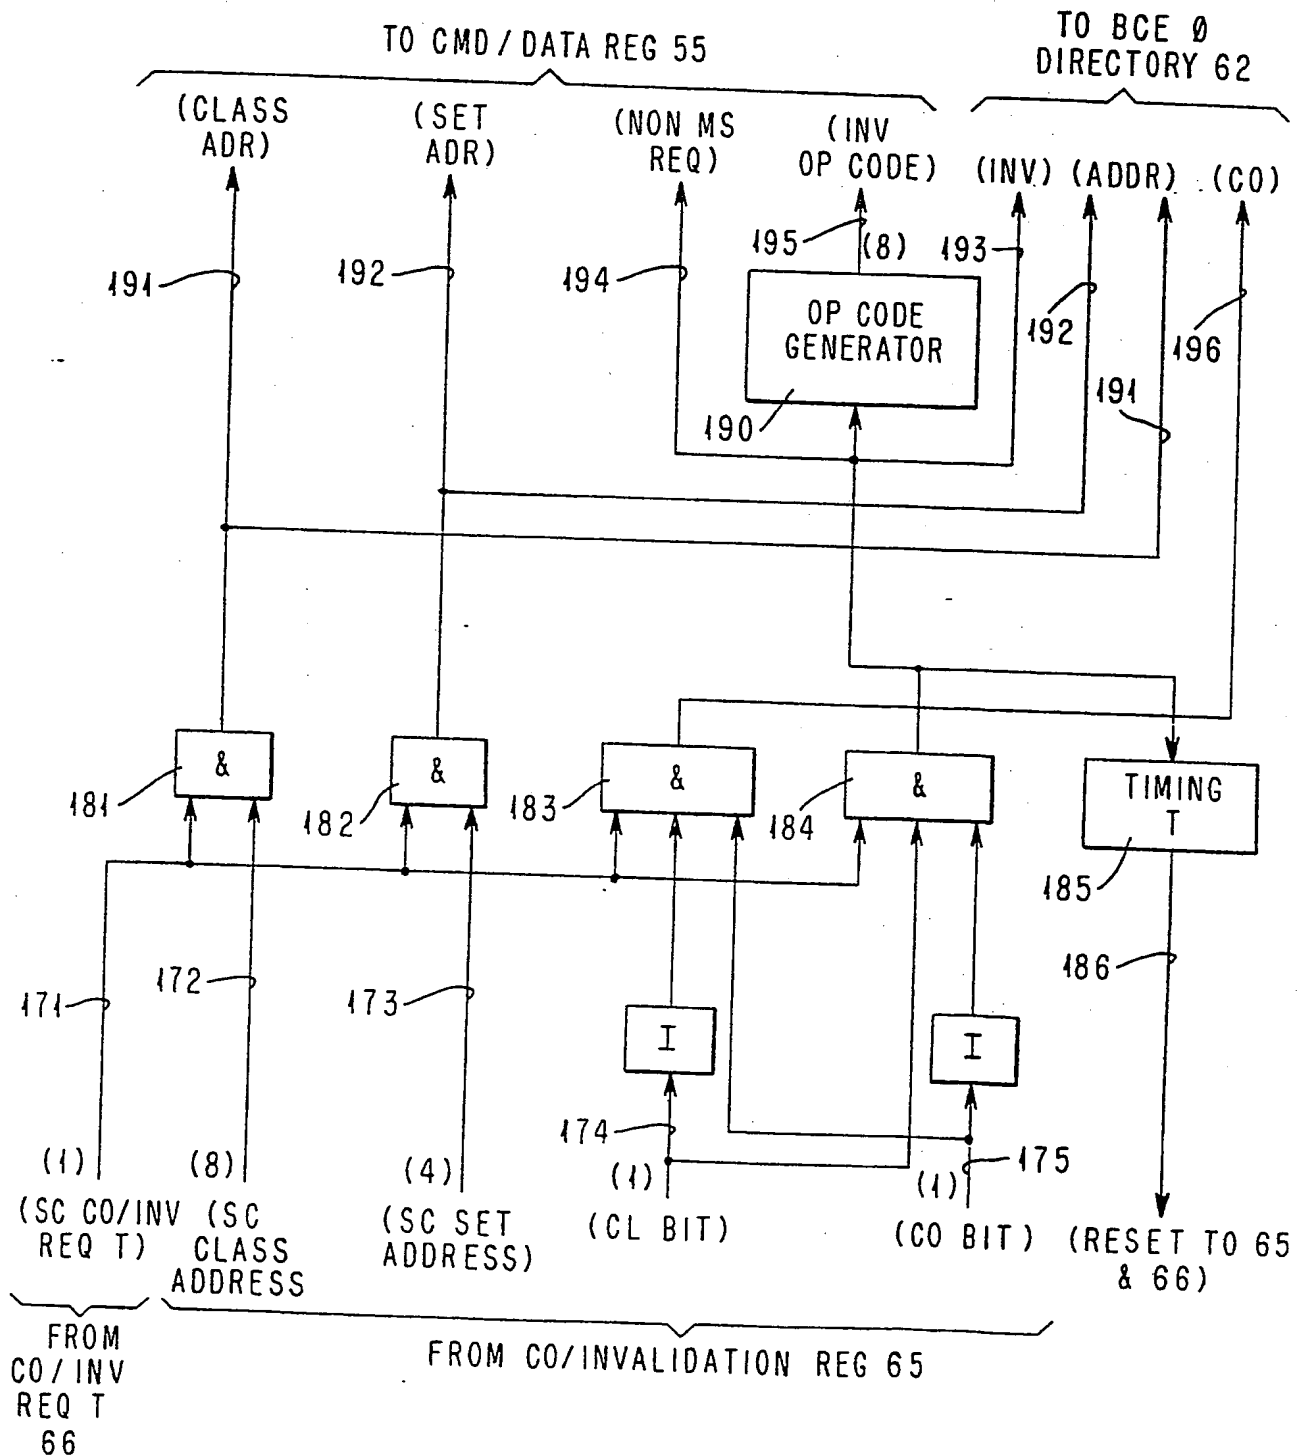 TO CMD/DATA REG 55
TO BCE 0
DIRECTORY 62
(CLASS
ADR)
(SET
ADR)
(NON MS
REQ)
(INV
OP CODE)
(INV)
(ADDR)
(CO)
191
192
194
195
(8)
193
192
191
196
OP CODE
GENERATOR
190
&
181
&
182
&
183
&
184
TIMING
T
185
186
171
172
173
I
174
I
175
(1)
(SC CO/INV
REQ T)
(8)
(SC
CLASS
ADDRESS
(4)
(SC SET
ADDRESS)
(1)
(CL BIT)
(1)
(CO BIT)
(RESET TO 65
& 66)
FROM
CO/INV
REQ T
66
FROM CO/INVALIDATION REG 65